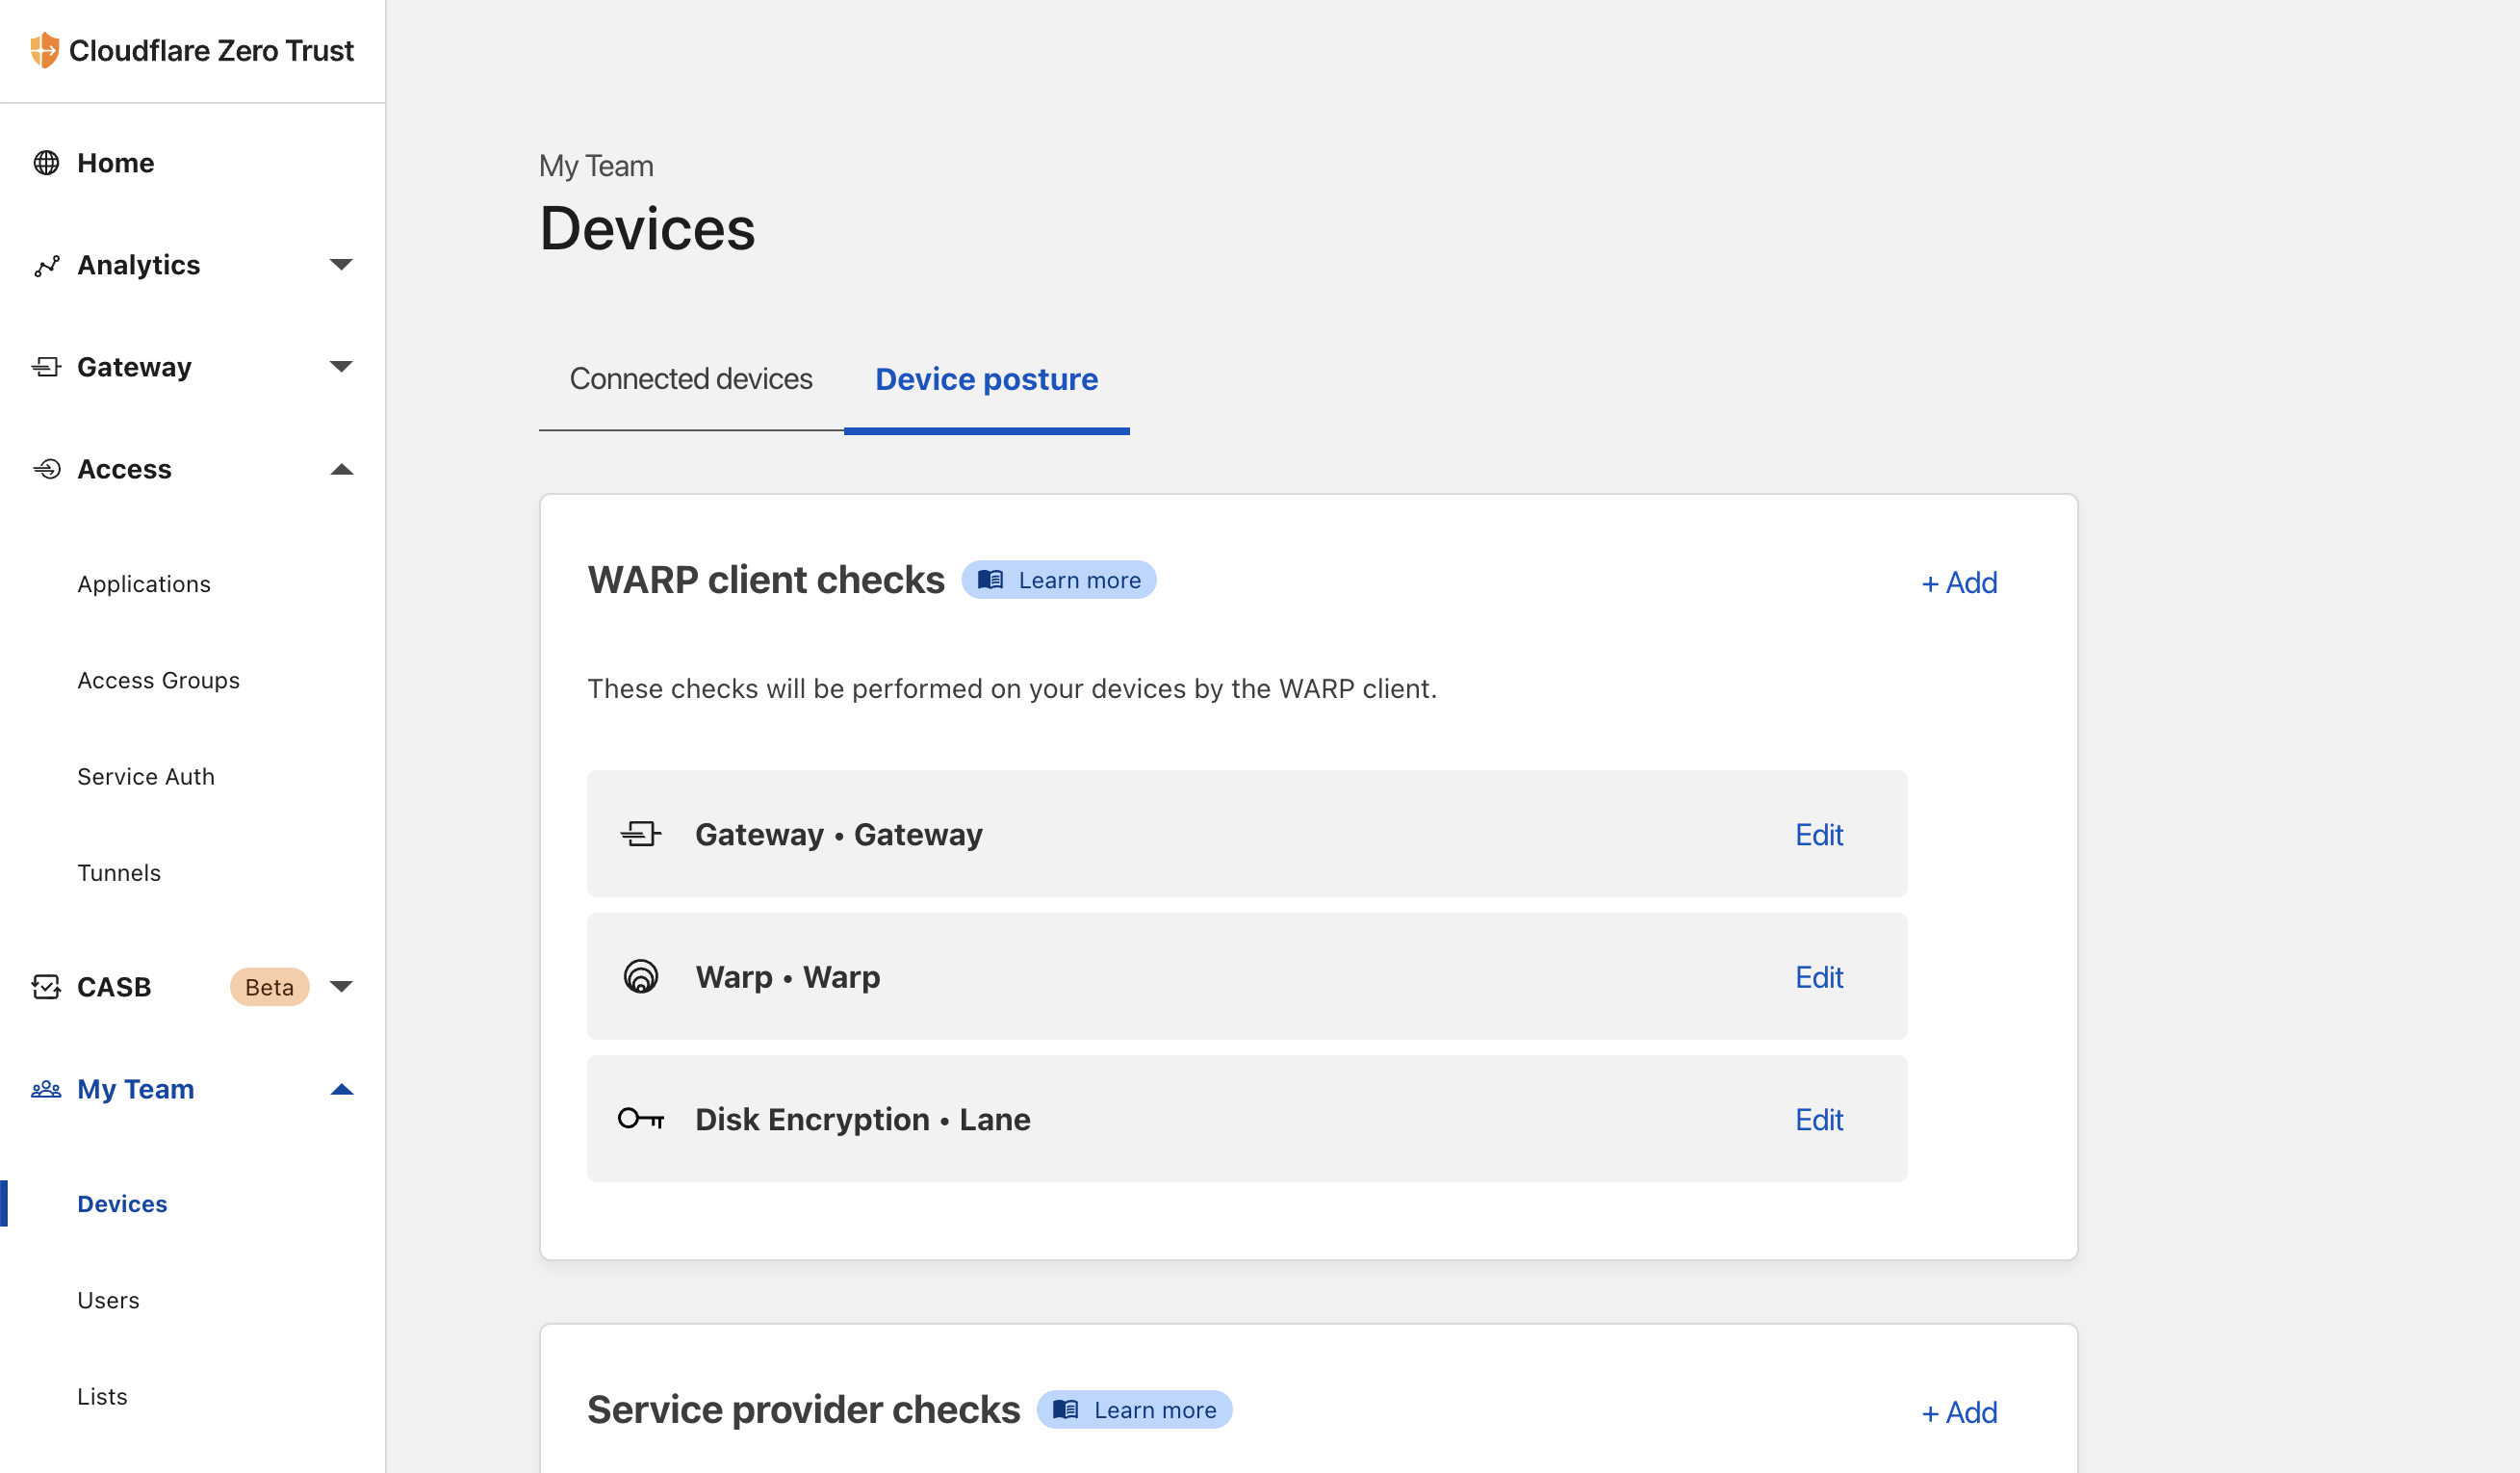 Cloudflare Zero Trust
Home
Analytics
Gateway
Access
Applications
Access Groups
Service Auth
Tunnels
CASB Beta
My Team
Devices
Users
Lists
My Team
Devices
Connected devices Device posture
WARP client checks Learn more + Add
These checks will be performed on your devices by the WARP client.
Gateway • Gateway Edit
Warp • Warp Edit
Disk Encryption • Lane Edit
Service provider checks Learn more + Add